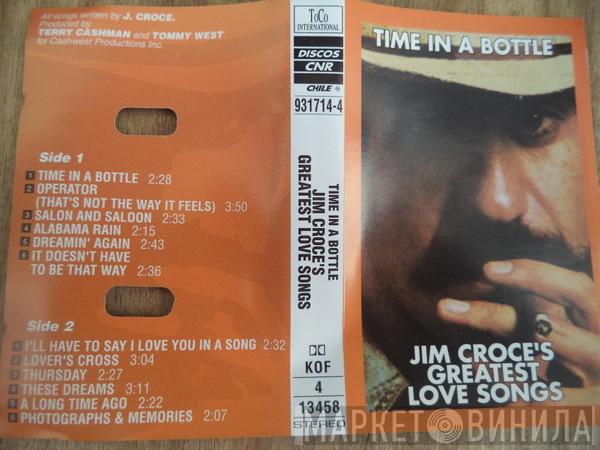 All songs written by J. CROCE.
Produced by
TERRY CASHMAN and TOMMY WEST
for Cashwest Productions Inc.
Side 1
1 TIME IN A BOTTLE 2:28
2 OPERATOR
(THAT'S NOT THE WAY IT FEELS) 3:50
3 SALON AND SALOON 2:33
4 ALABAMA RAIN 2:15
5 DREAMIN' AGAIN 2:43
6 IT DOESN'T HAVE
TO BE THAT WAY 2:36
Side 2
1 I'LL HAVE TO SAY I LOVE YOU IN A SONG 2:32
2 LOVER'S CROSS 3:04
3 THURSDAY 2:27
4 THESE DREAMS 3:11
5 A LONG TIME AGO 2:22
6 PHOTOGRAPHS & MEMORIES 2:07
ToCo
INTERNATIONAL
DISCOS
CNR
CHILE ®
931714-4
TIME IN A BOTTLE
JIM CROCE'S
GREATEST LOVE SONGS
KOF
4
13458
STEREO
TIME IN A BOTTLE
JIM CROCE'S
GREATEST
LOVE SONGS
МАРКЕТ ВИНИЛА